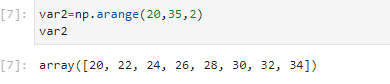 [7]: var2=np.arange(20,35,2)
var2
[7]: array([20, 22, 24, 26, 28, 30, 32, 34])